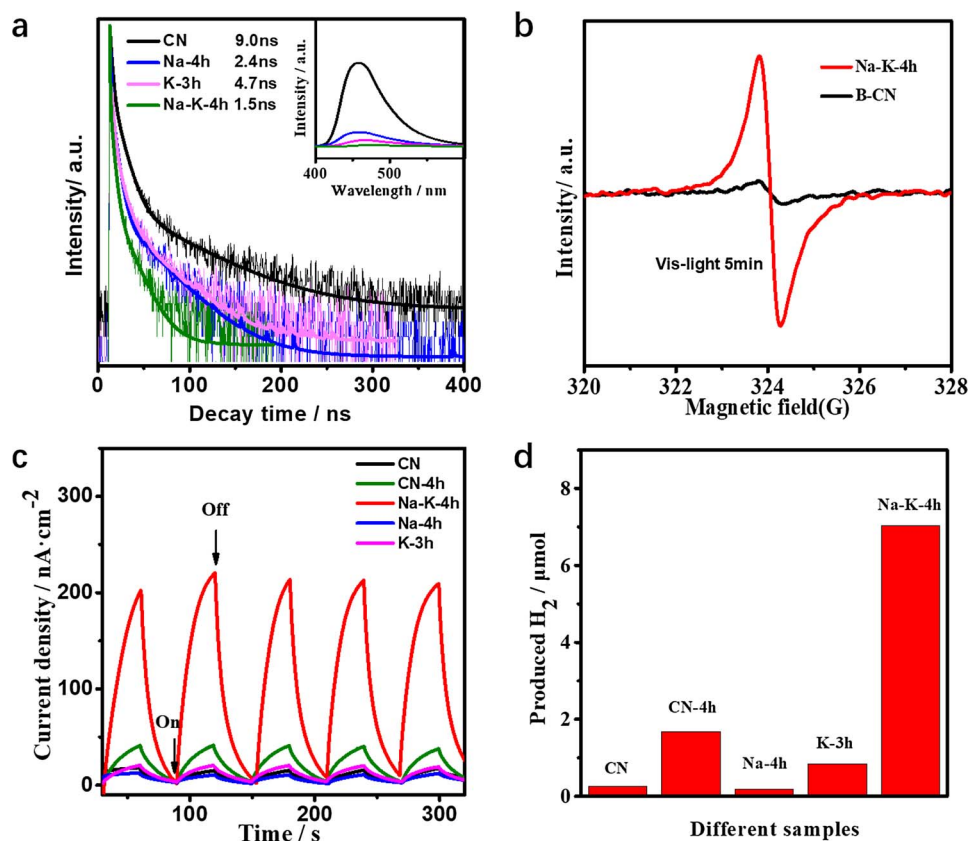 a
CN 9.0ns
Na-4h 2.4ns
K-3h 4.7ns
Na-K-4h 1.5ns
Intensity / a.u.
400 500
Wavelength / nm
Intensity/ a.u.
0 100 200 300 400
Decay time / ns
b
Na-K-4h
B-CN
Vis-light 5min
Intensity/ a.u.
320 322 324 326 328
Magnetic field(G)
c
CN
CN-4h
Na-K-4h
Na-4h
K-3h
Off
On
300
200
100
0
Current density / nA·cm⁻²
100 200 300
Time / s
d
Na-K-4h
CN-4h
K-3h
CN
Na-4h
8
6
4
2
0
Produced H₂ / μmol
Different samples